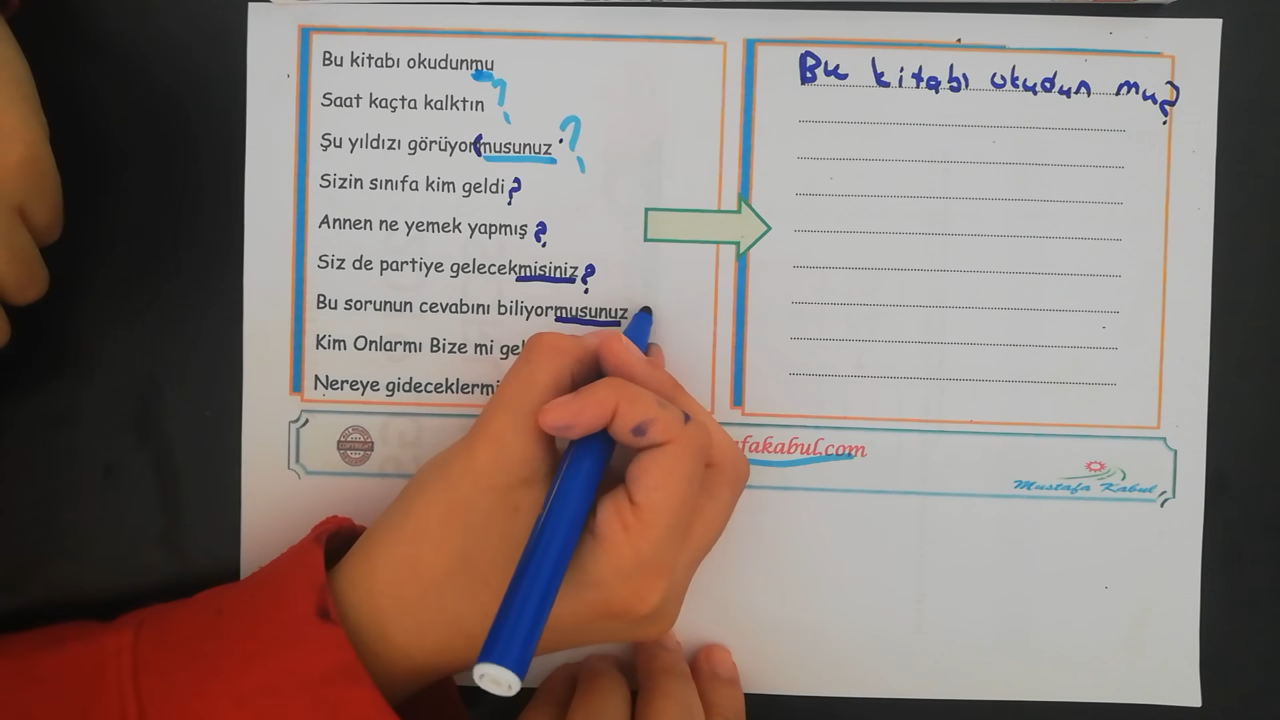 Bu kitabı okudunmu
?
Saat kaçta kalktın
Şu yıldızı görüyormusunuz ?
Sizin sınıfa kim geldi ?
Annen ne yemek yapmış ?
Siz de partiye gelecekmisiniz ?
Bu sorunun cevabını biliyormusunuz
Kim Onlarmı Bize mi
Nereye gideceklermi
Bu kitabı okudun mu?
COPYRIGHT
afakabul.com
Mustafa Kabul